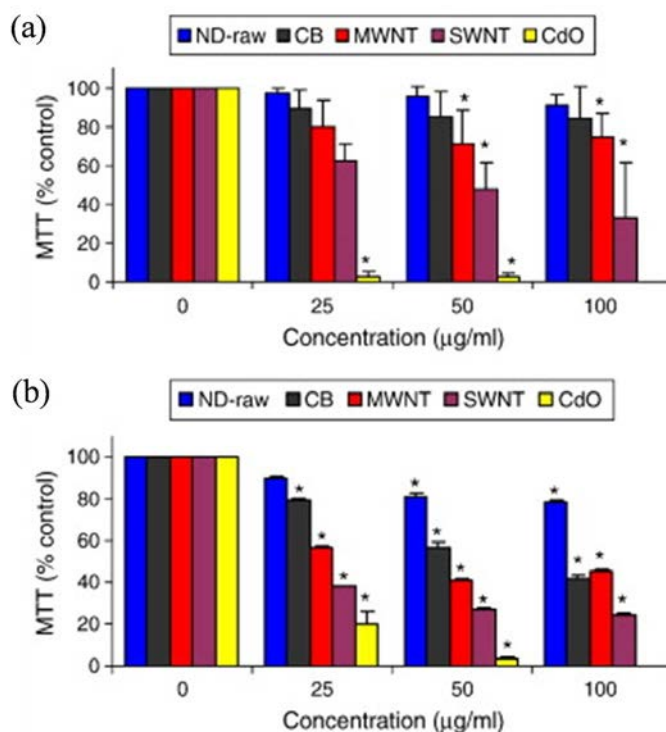 (a)
ND-raw CB MWNT SWNT CdO
MTT (% control)
100
80
60
40
20
0
* * * * * *
0 25 50 100
Concentration (μg/ml)
(b)
ND-raw CB MWNT SWNT CdO
MTT (% control)
100
80
60
40
20
0
* * * * * * * * * * * *
0 25 50 100
Concentration (μg/ml)